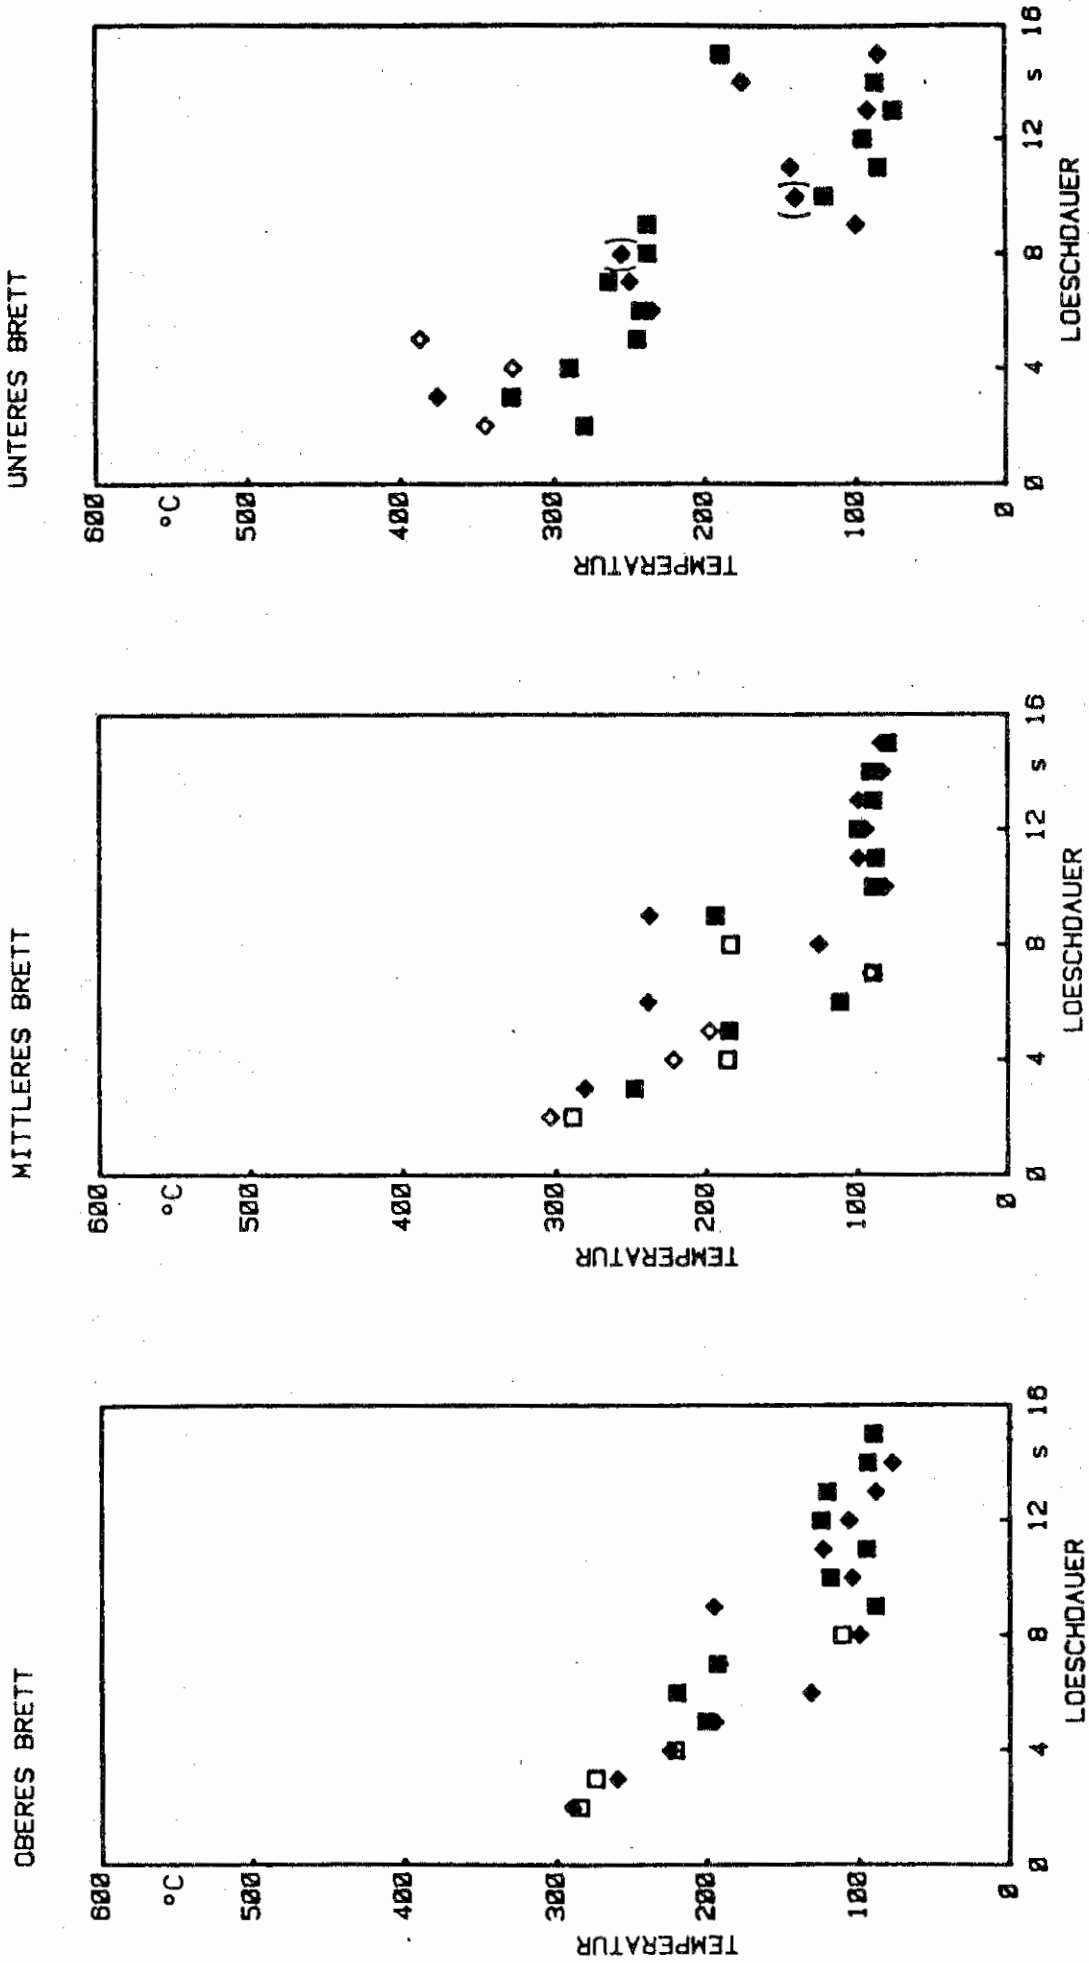 OBERES BRETT
600
°C
500
400
300
200
100
0
TEMPERATUR
0
4
8
12
s
16
LOESCHDAUER
MITTLERES BRETT
600
°C
500
400
300
200
100
0
TEMPERATUR
0
4
8
12
s
16
LOESCHDAUER
UNTERES BRETT
600
°C
500
400
300
200
100
0
TEMPERATUR
0
4
8
12
s
16
LOESCHDAUER